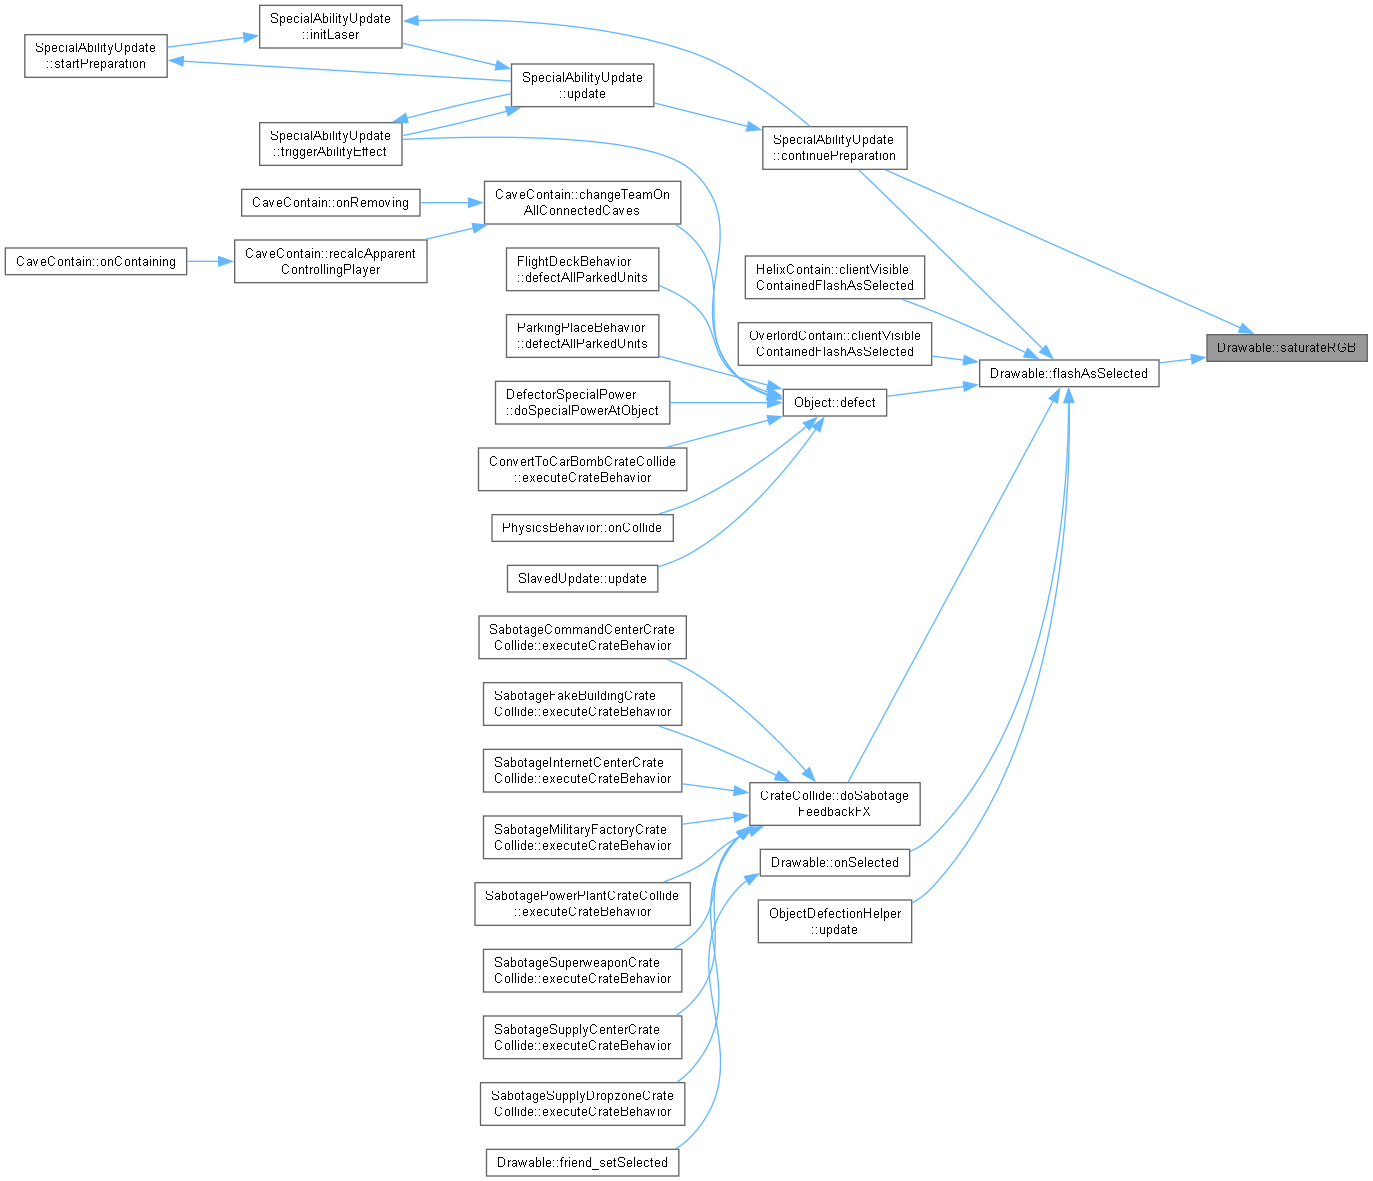 SpecialAbilityUpdate
::initLaser
SpecialAbilityUpdate
::startPreparation
SpecialAbilityUpdate
::update
SpecialAbilityUpdate
::triggerAbilityEffect
SpecialAbilityUpdate
::continuePreparation
CaveContain::onRemoving
CaveContain::changeTeamOn
AllConnectedCaves
CaveContain::onContaining
CaveContain::recalcApparent
ControllingPlayer
FlightDeckBehavior
::defectAllParkedUnits
HelixContain::clientVisible
ContainedFlashAsSelected
ParkingPlaceBehavior
::defectAllParkedUnits
OverlordContain::clientVisible
ContainedFlashAsSelected
Drawable::saturateRGB
Drawable::flashAsSelected
DefectorSpecialPower
::doSpecialPowerAtObject
Object::defect
ConvertToCarBombCrateCollide
::executeCrateBehavior
PhysicsBehavior::onCollide
SlavedUpdate::update
SabotageCommandCenterCrate
Collide::executeCrateBehavior
SabotageFakeBuildingCrate
Collide::executeCrateBehavior
SabotageInternetCenterCrate
Collide::executeCrateBehavior
CrateCollide::doSabotage
FeedbackFX
SabotageMilitaryFactoryCrate
Collide::executeCrateBehavior
Drawable::onSelected
SabotagePowerPlantCrateCollide
::executeCrateBehavior
ObjectDefectionHelper
::update
SabotageSuperweaponCrate
Collide::executeCrateBehavior
SabotageSupplyCenterCrate
Collide::executeCrateBehavior
SabotageSupplyDropzoneCrate
Collide::executeCrateBehavior
Drawable::friend_setSelected